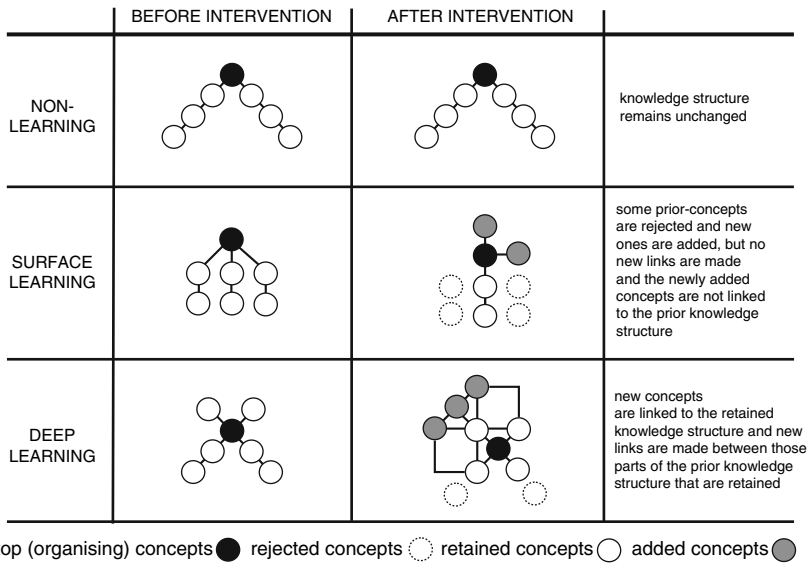 BEFORE INTERVENTION
AFTER INTERVENTION
NON-
LEARNING
knowledge structure
remains unchanged
SURFACE
LEARNING
some prior-concepts
are rejected and new
ones are added, but no
new links are made
and the newly added
concepts are not linked
to the prior knowledge
structure
DEEP
LEARNING
new concepts
are linked to the retained
knowledge structure and new
links are made between those
parts of the prior knowledge
structure that are retained
op (organising) concepts rejected concepts retained concepts added concepts